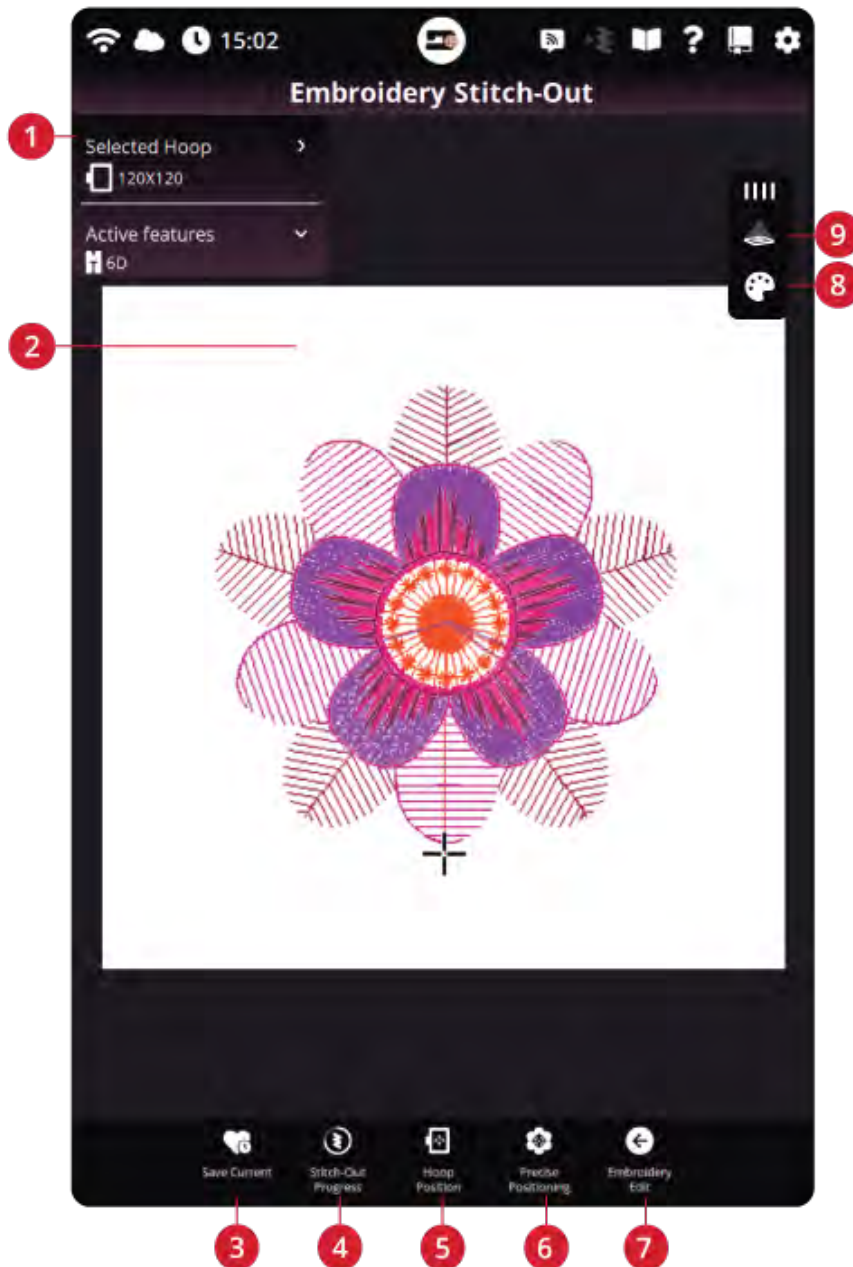 15:02
?
Embroidery Stitch-Out
1
Selected Hoop
120X120
Active features
6D
9
8
2
Save Current
Stitch-Out
Progress
Hoop
Position
Precise
Positioning
Embroidery
Edit
3
4
5
6
7